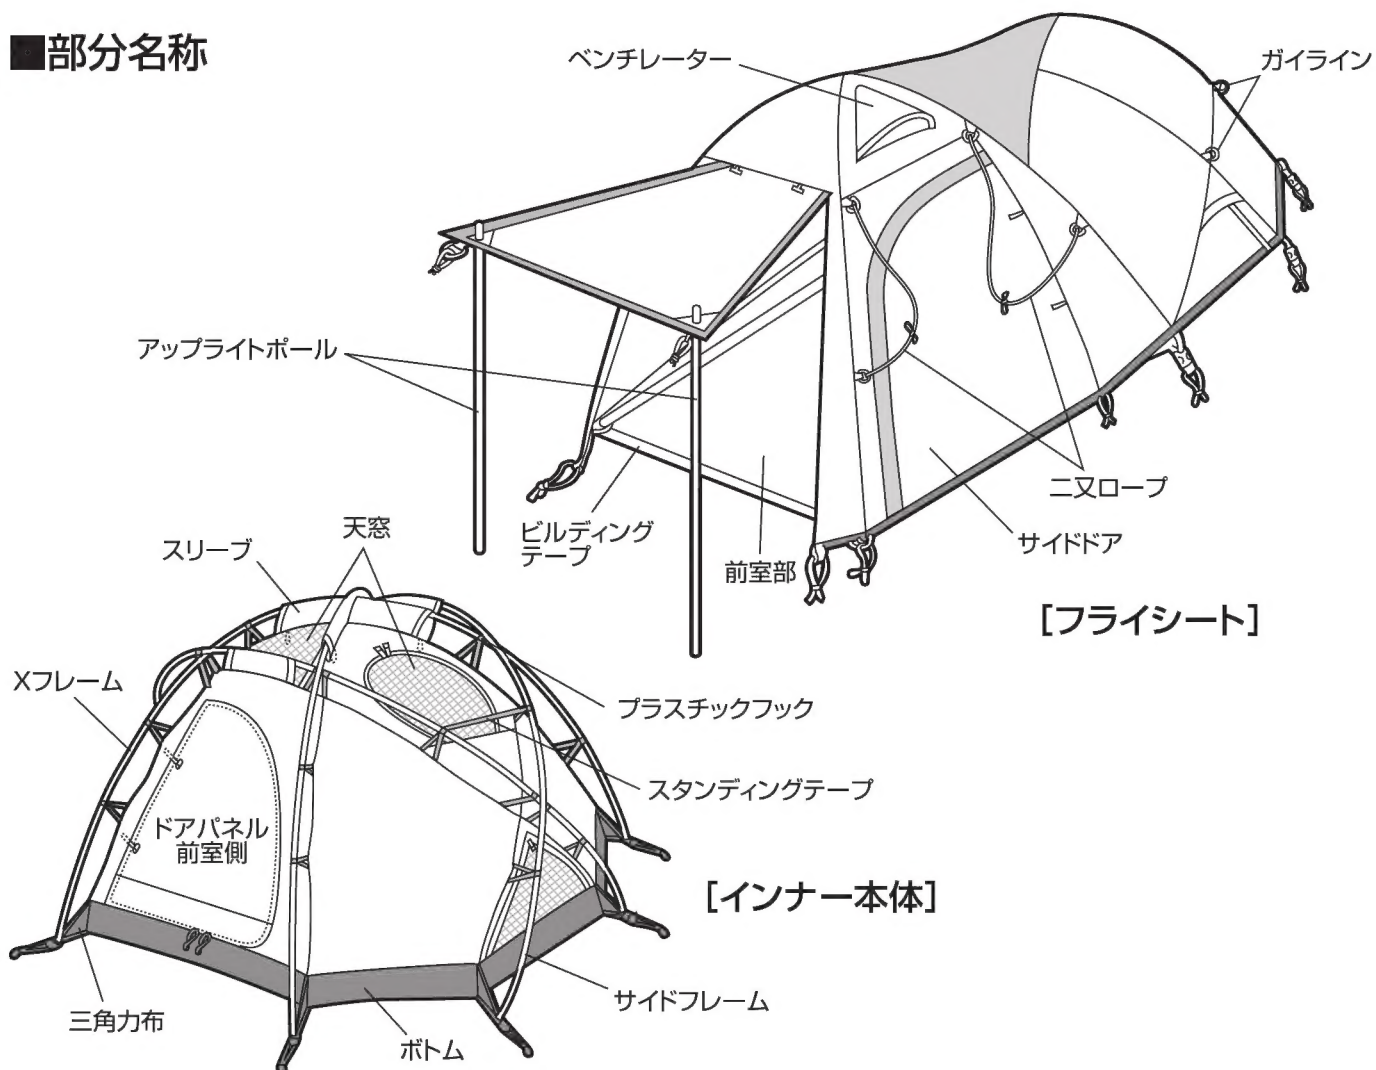 ■部分名称
ベンチレーター
ガイライン
アップライトポール
ビルディング
テープ
前室部
二又ロープ
サイドドア
[フライシート]
天窓
スリーブ
Xフレーム
プラスチックフック
スタンディングテープ
ドアパネル
前室側
[インナー本体]
サイドフレーム
三角力布
ボトム